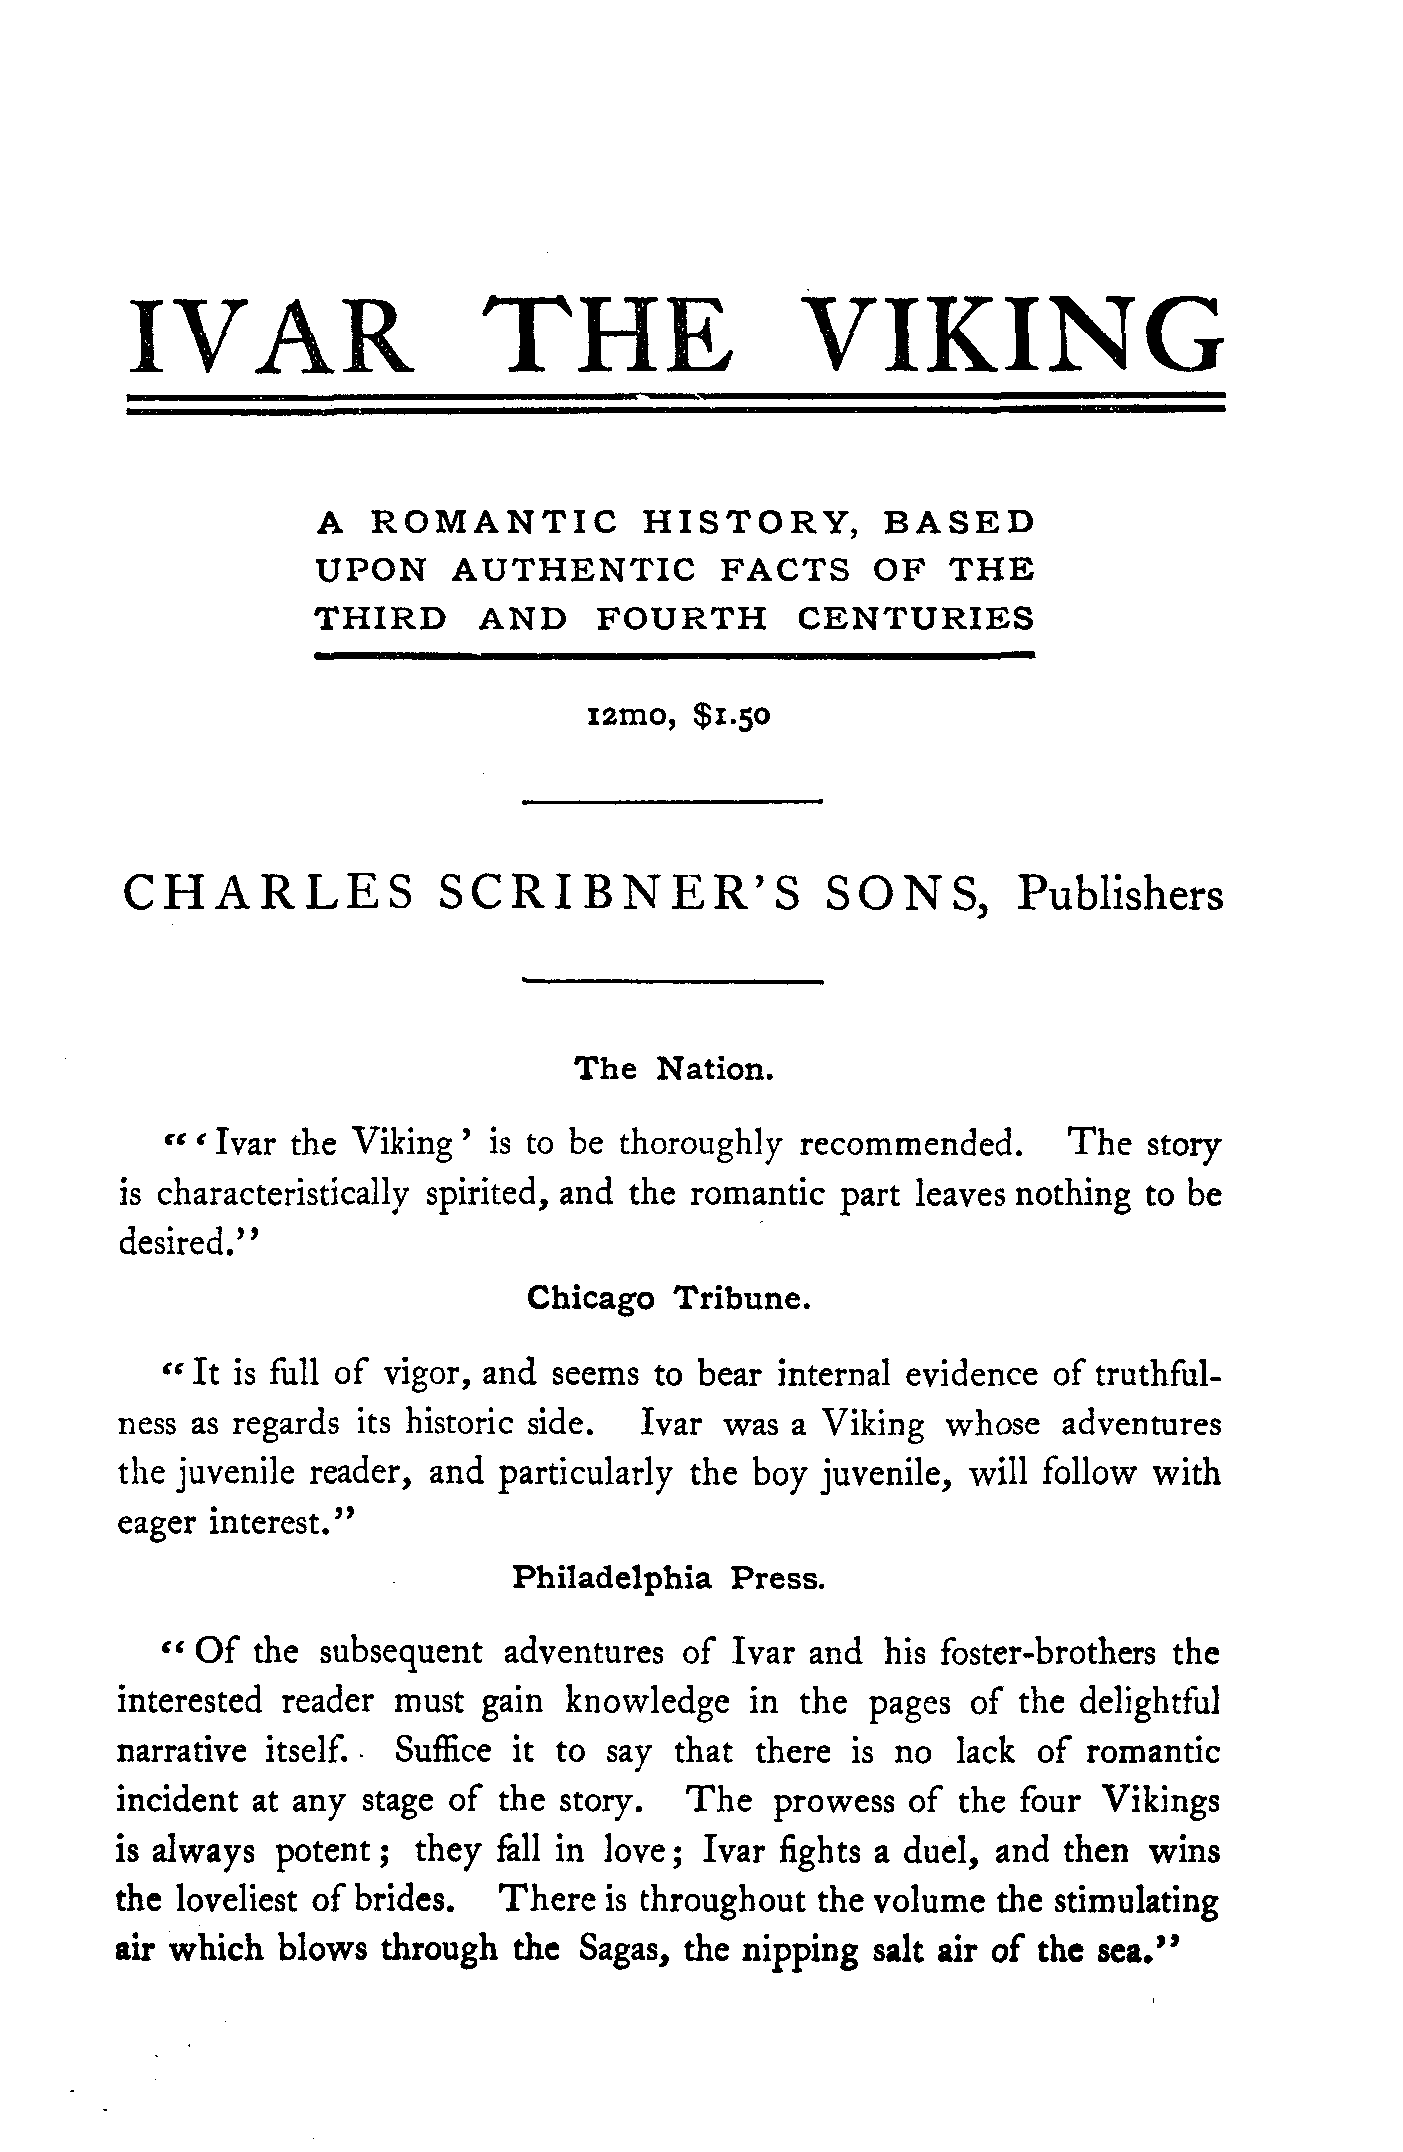 IVAR THE VIKING
A ROMANTIC HISTORY, BASED
UPON AUTHENTIC FACTS OF THE
THIRD AND FOURTH CENTURIES
12mo, $1.50
CHARLES SCRIBNER'S SONS, Publishers
The Nation.
"'Ivar the Viking' is to be thoroughly recommended. The story
is characteristically spirited, and the romantic part leaves nothing to be
desired."
Chicago Tribune.
"It is full of vigor, and seems to bear internal evidence of truthful-
ness as regards its historic side. Ivar was a Viking whose adventures
the juvenile reader, and particularly the boy juvenile, will follow with
eager interest."
Philadelphia Press.
"Of the subsequent adventures of Ivar and his foster-brothers the
interested reader must gain knowledge in the pages of the delightful
narrative itself. Suffice it to say that there is no lack of romantic
incident at any stage of the story. The prowess of the four Vikings
is always potent; they fall in love; Ivar fights a duel, and then wins
the loveliest of brides. There is throughout the volume the stimulating
air which blows through the Sagas, the nipping salt air of the sea."